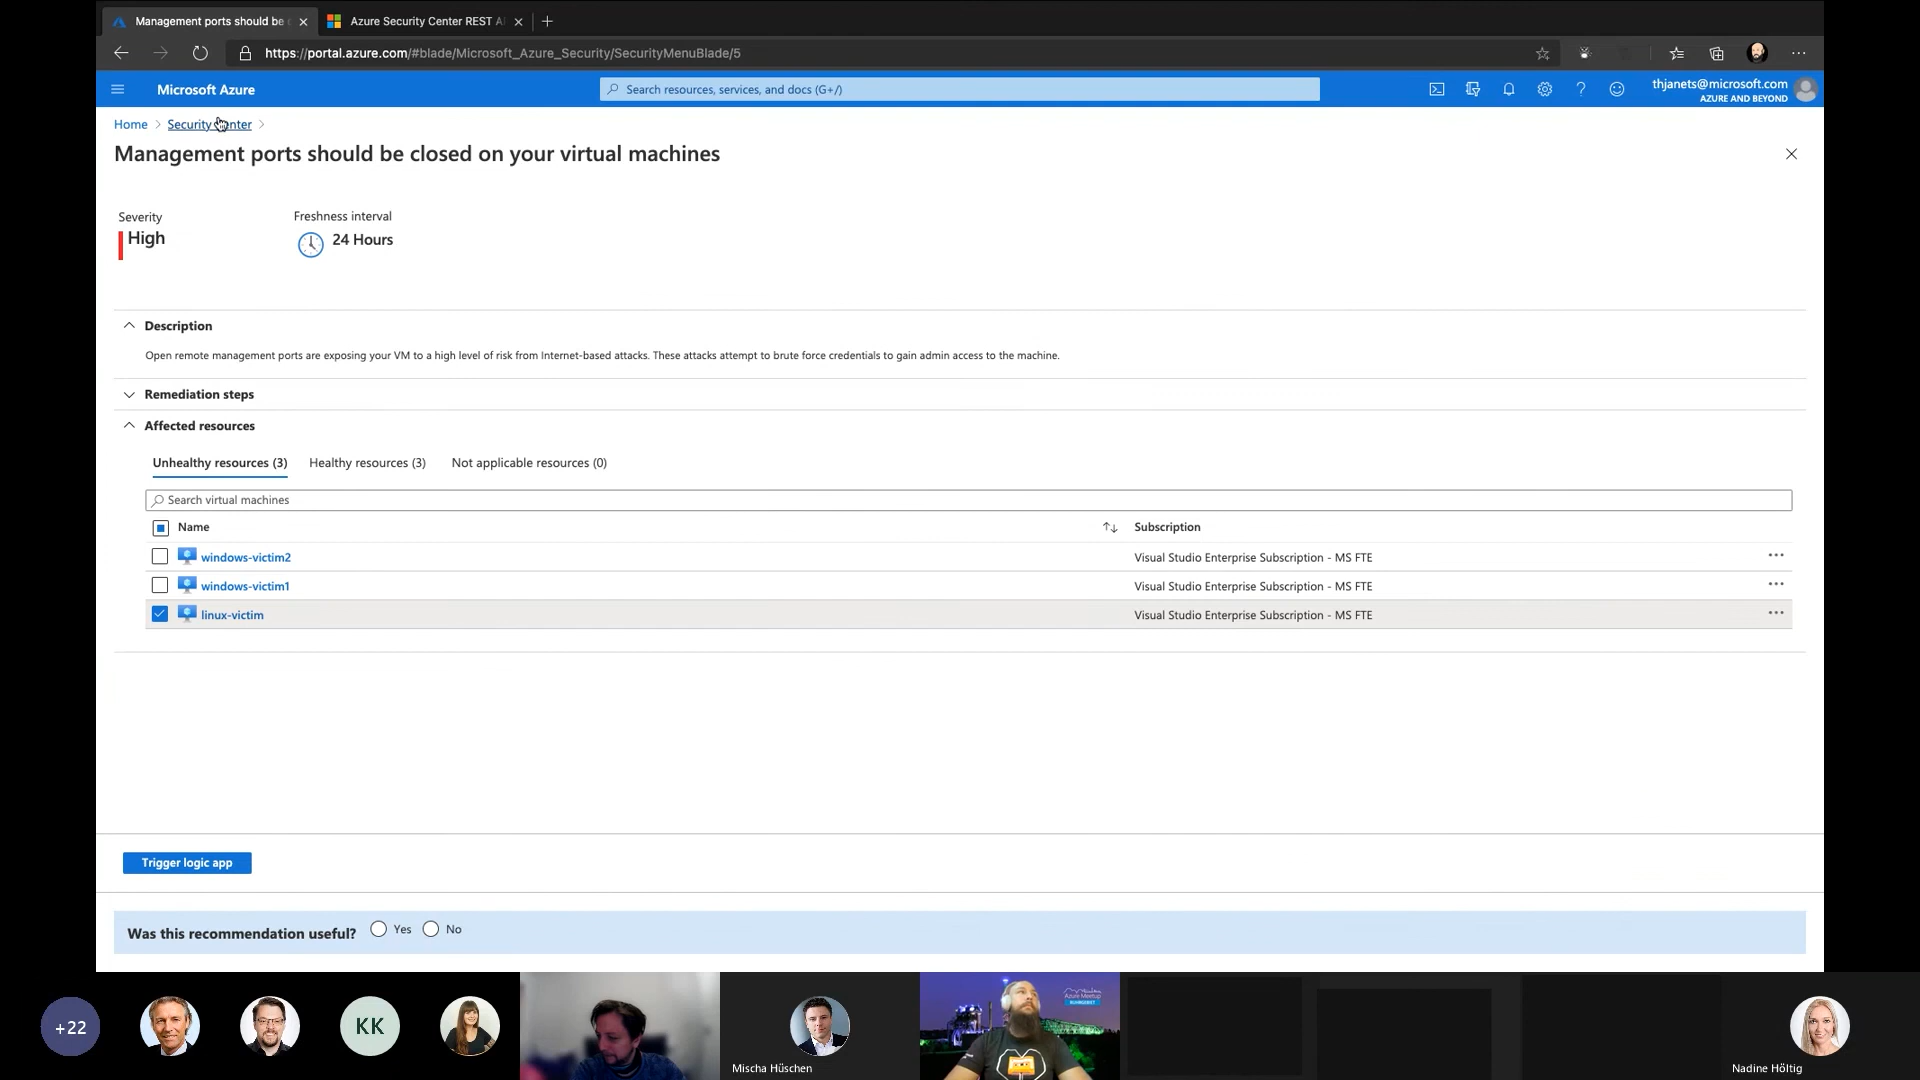 Management ports should be
Azure Security Center REST A
https://portal.azure.com/#blade/Microsoft_Azure_Security/SecurityMenuBlade/5
Microsoft Azure
Search resources, services, and docs (G+/)
thjanets@microsoft.com
AZURE AND BEYOND
Home > Security Center >
Management ports should be closed on your virtual machines
Severity
High
Freshness interval
24 Hours
Description
Open remote management ports are exposing your VM to a high level of risk from Internet-based attacks. These attacks attempt to brute force credentials to gain admin access to the machine.
Remediation steps
Affected resources
Unhealthy resources (3) Healthy resources (3) Not applicable resources (0)
Search virtual machines
Name Subscription
windows-victim2 Visual Studio Enterprise Subscription - MS FTE
windows-victim1 Visual Studio Enterprise Subscription - MS FTE
linux-victim Visual Studio Enterprise Subscription - MS FTE
Trigger logic app
Was this recommendation useful? Yes No
+22
KK
Mischa Hüschen
Azure Meetup
Nadine Höltig